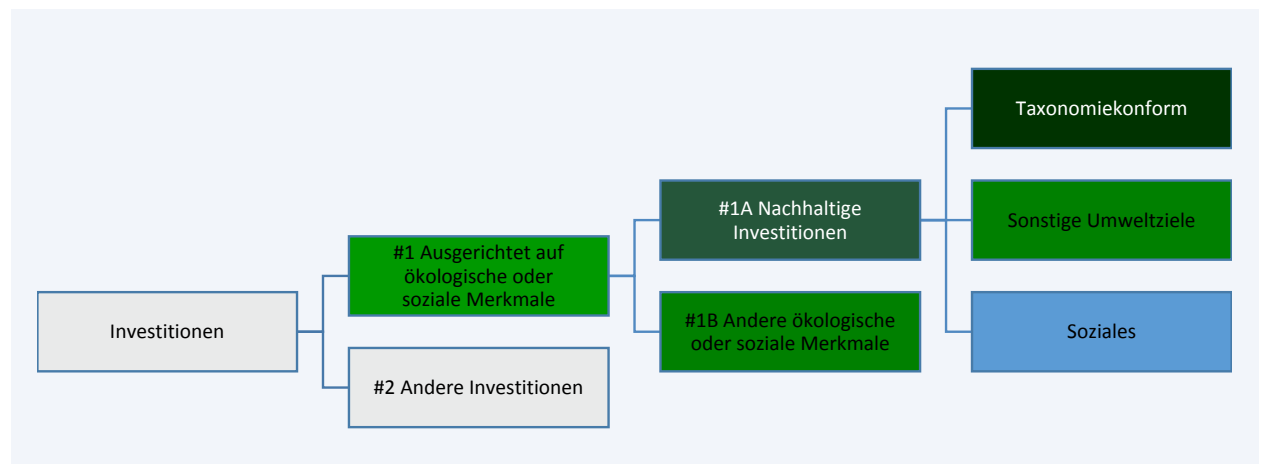 Investitionen
#1 Ausgerichtet auf
ökologische oder
soziale Merkmale
#2 Andere Investitionen
#1A Nachhaltige
Investitionen
#1B Andere ökologische
oder soziale Merkmale
Taxonomiekonform
Sonstige Umweltziele
Soziales